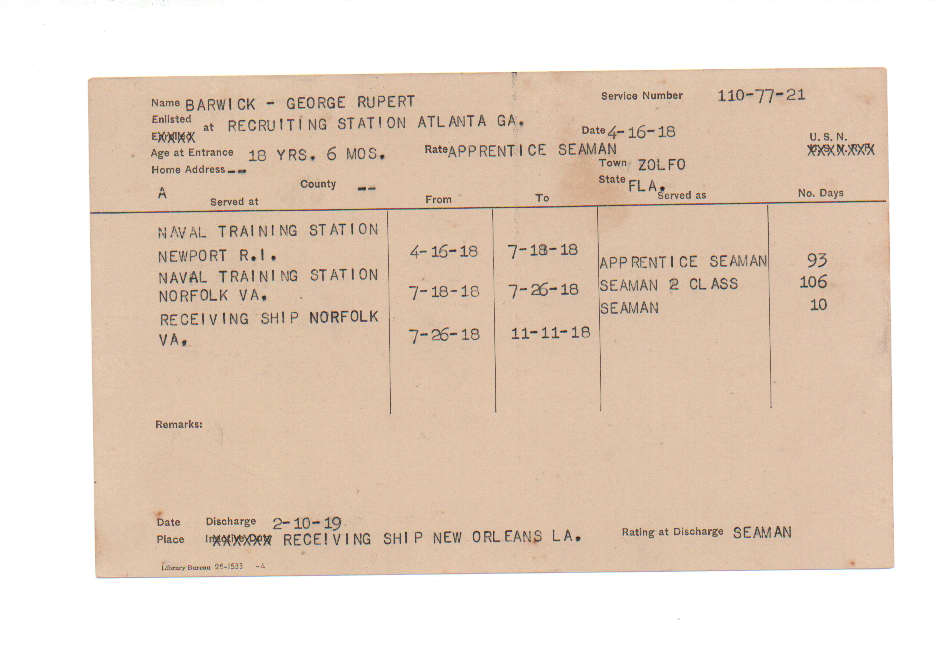 Name BARWICK - GEORGE RUPERT Service Number 110-77-21
Enlisted at RECRUITING STATION ATLANTA GA. Date 4-16-18 U. S. N.
Age at Entrance 18 YRS. 6 MOS. Rate APPRENTICE SEAMAN
Home Address -- Town ZOLFO
A County -- State FLA.
Served at From To Served as No. Days
NAVAL TRAINING STATION
NEWPORT R.I. 4-16-18 7-18-18 APPRENTICE SEAMAN 93
NAVAL TRAINING STATION
NORFOLK VA. 7-18-18 7-26-18 SEAMAN 2 CLASS 106
RECEIVING SHIP NORFOLK SEAMAN 10
VA. 7-26-18 11-11-18
Remarks:
Date Discharge 2-10-19
Place Inactive Duty RECEIVING SHIP NEW ORLEANS LA. Rating at Discharge SEAMAN
Library Bureau 26-1583 -4